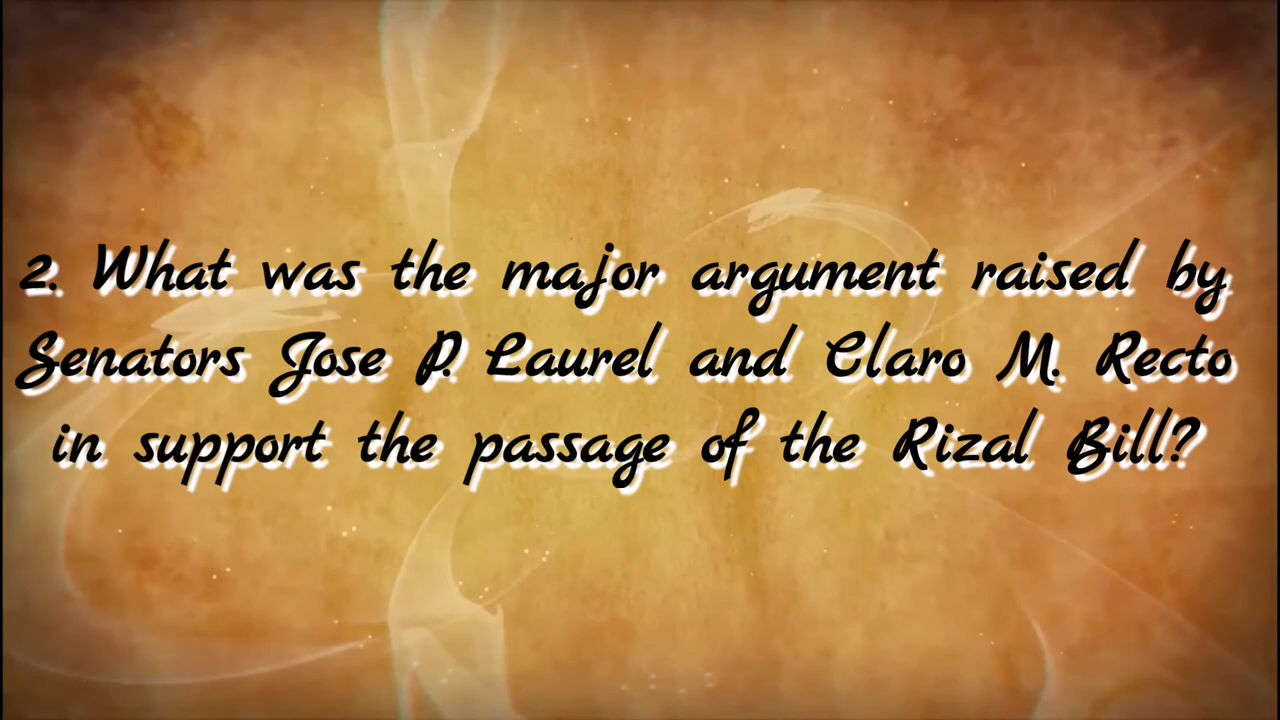 2. What was the major argument raised by
Senators Jose P. Laurel and Claro M. Recto
in support the passage of the Rizal Bill?